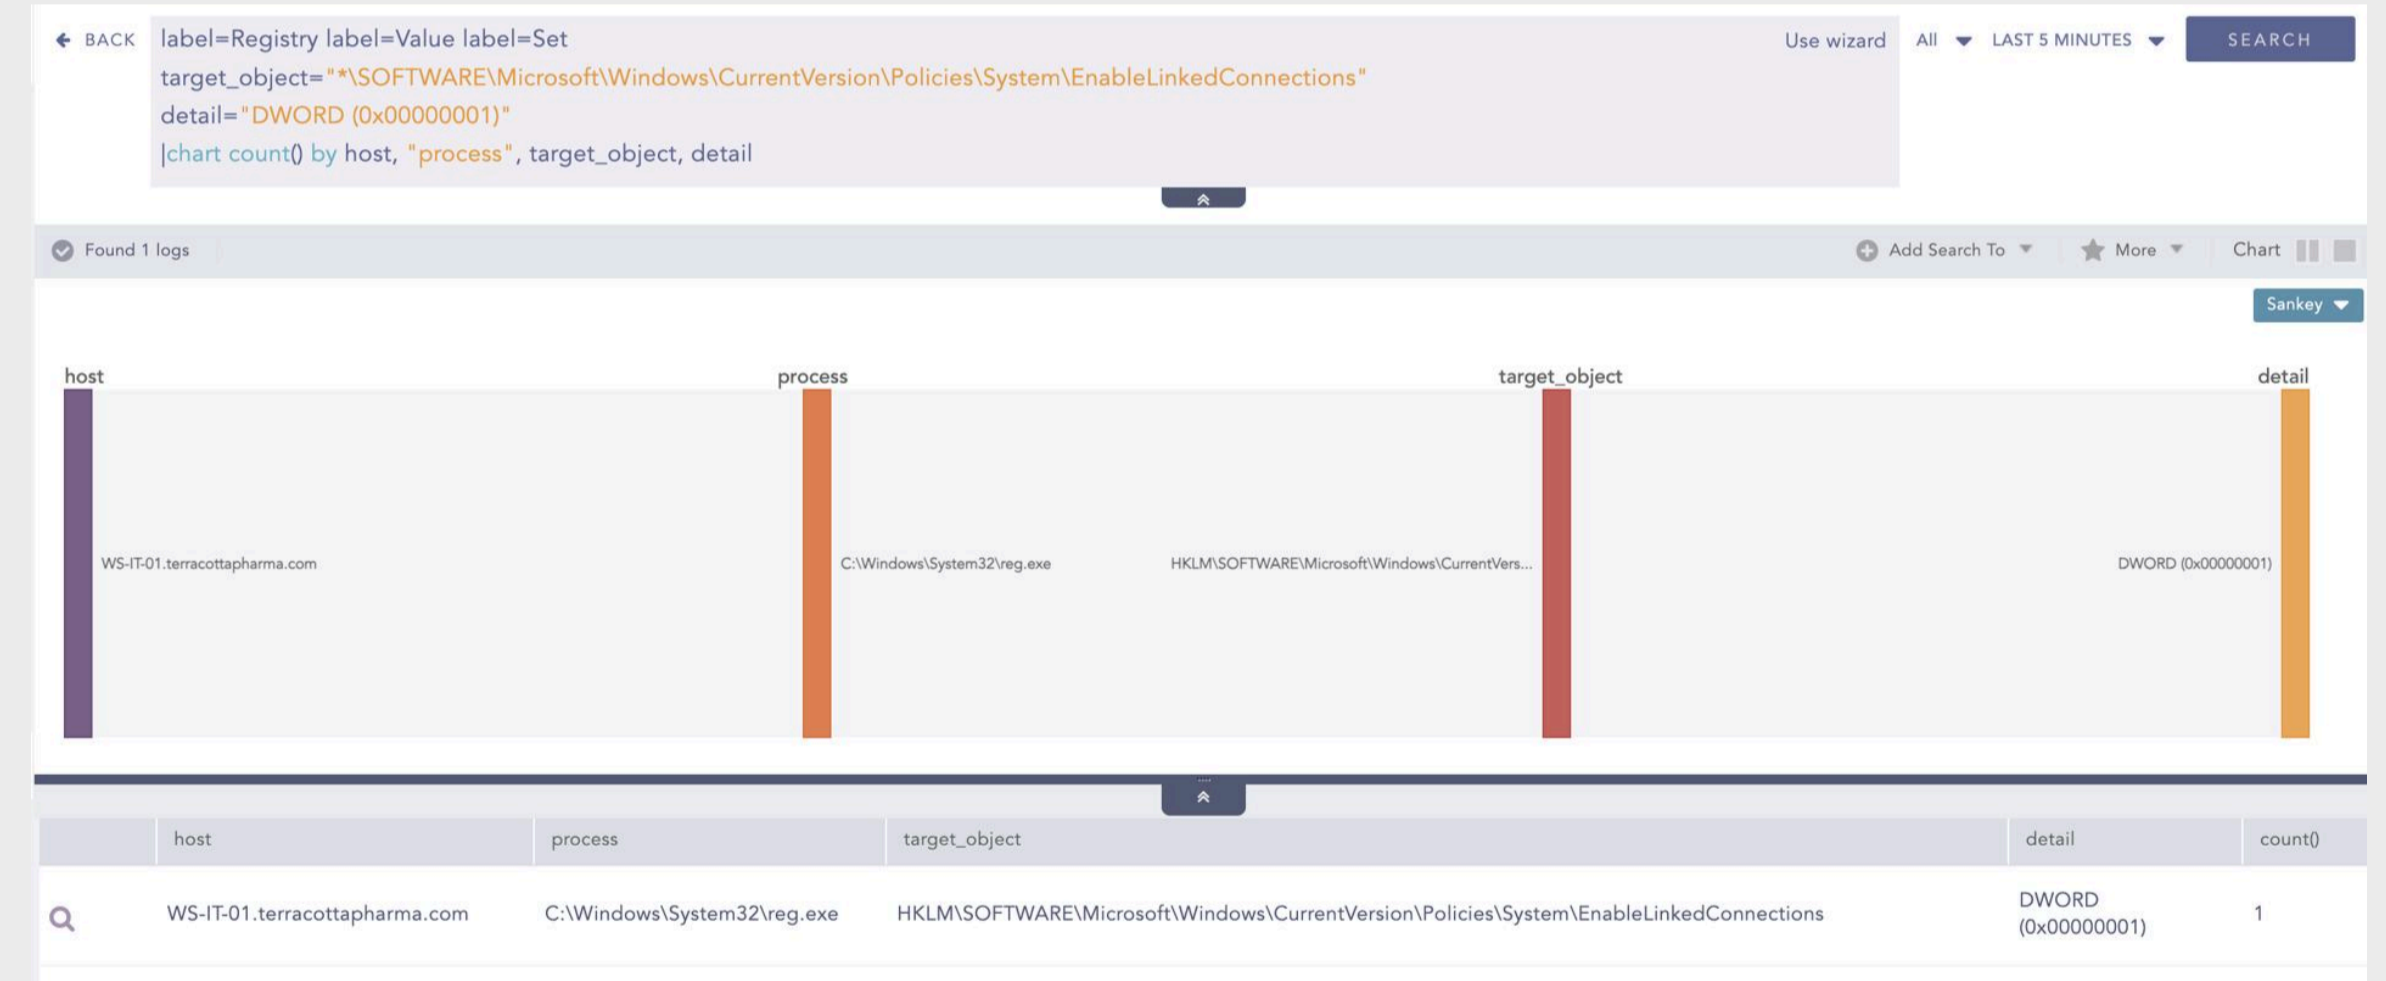 BACK
label=Registry label=Value label=Set
target_object="*\SOFTWARE\Microsoft\Windows\CurrentVersion\Policies\System\EnableLinkedConnections"
detail="DWORD (0x00000001)"
|chart count() by host, "process", target_object, detail
Use wizard All LAST 5 MINUTES SEARCH
Found 1 logs
Add Search To More Chart
Sankey
host process target_object detail
WS-IT-01.terracottapharma.com C:\Windows\System32\reg.exe HKLM\SOFTWARE\Microsoft\Windows\CurrentVers... DWORD (0x00000001)
host process target_object detail count()
WS-IT-01.terracottapharma.com C:\Windows\System32\reg.exe HKLM\SOFTWARE\Microsoft\Windows\CurrentVersion\Policies\System\EnableLinkedConnections DWORD
(0x00000001) 1